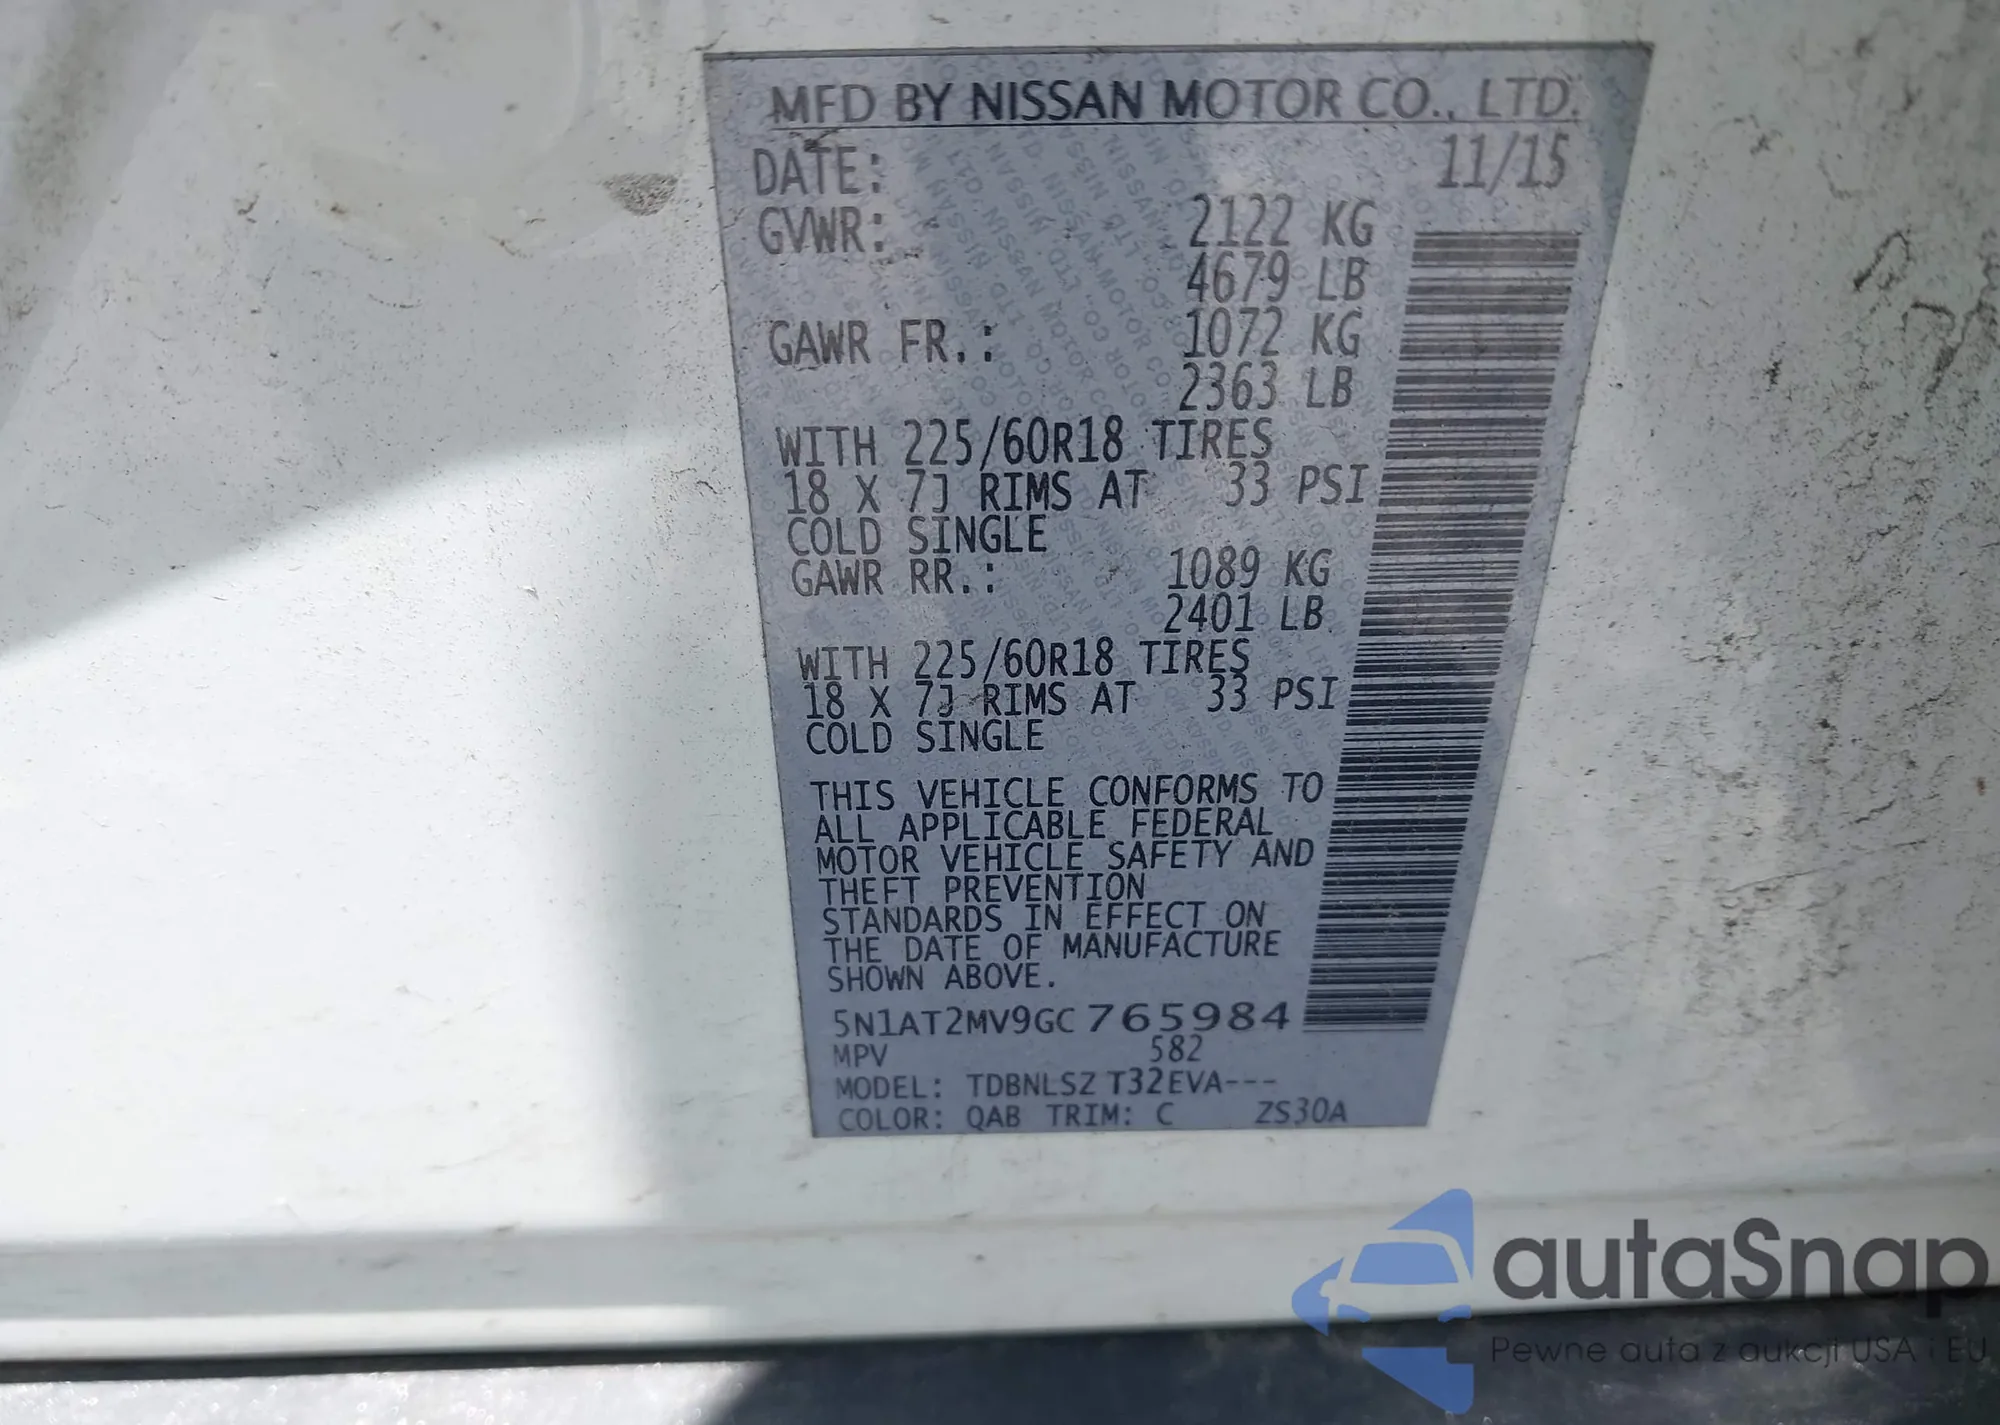 MFD BY NISSAN MOTOR CO., LTD.
DATE: 11/15
GVWR: 2122 KG
4679 LB
GAWR FR.: 1072 KG
2363 LB
WITH 225/60R18 TIRES
18 X 7J RIMS AT 33 PSI
COLD SINGLE
GAWR RR.: 1089 KG
2401 LB
WITH 225/60R18 TIRES
18 X 7J RIMS AT 33 PSI
COLD SINGLE
THIS VEHICLE CONFORMS TO
ALL APPLICABLE FEDERAL
MOTOR VEHICLE SAFETY AND
THEFT PREVENTION
STANDARDS IN EFFECT ON
THE DATE OF MANUFACTURE
SHOWN ABOVE.
5N1AT2MV9GC765984
MPV 582
MODEL: TDBNLSZ T32EVA---
COLOR: QAB TRIM: C ZS30A
autaSnap
Pewne auta z aukcji USA i EU